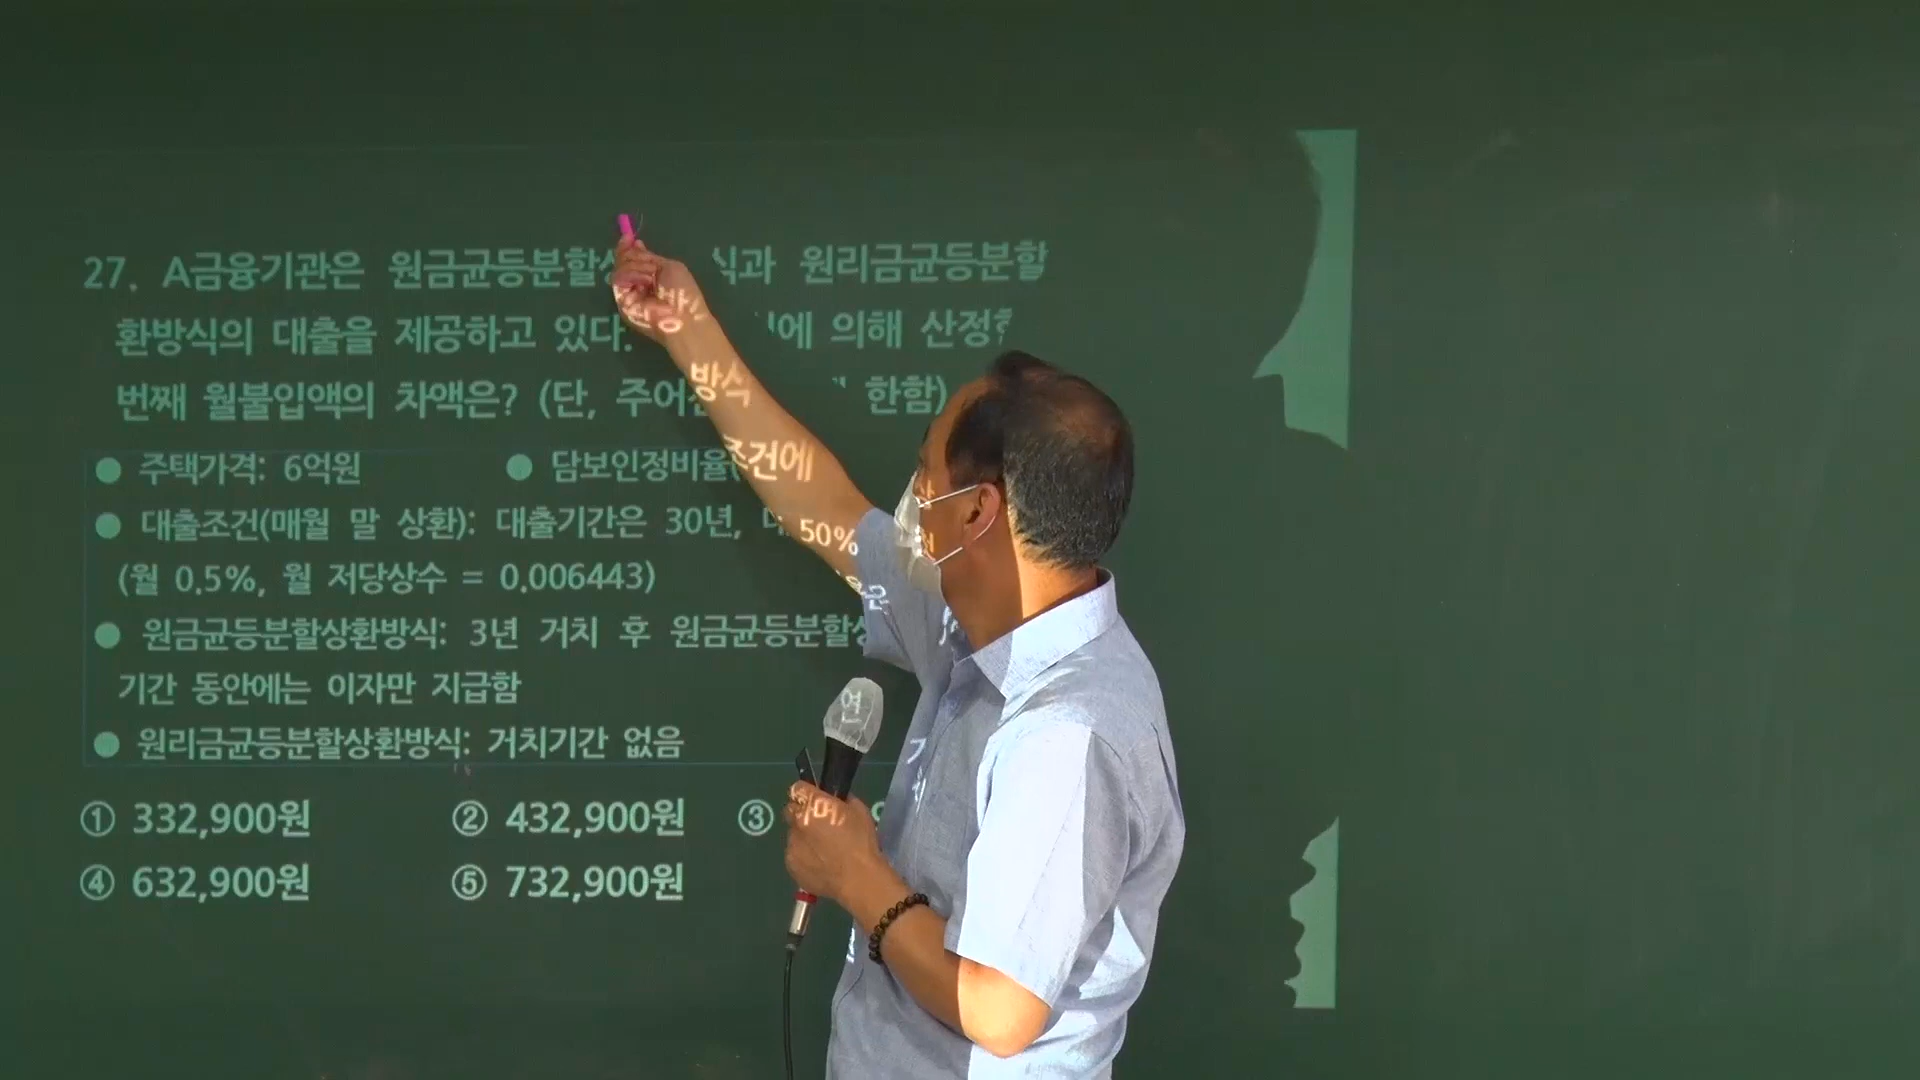 27. A금융기관은 원금균등분할상 식과 원리금균등분할
환방식의 대출을 제공하고 있다. 에 의해 산정한
번째 월불입액의 차액은? (단, 주어진 한함)
● 주택가격: 6억원 ● 담보인정비율(
● 대출조건(매월 말 상환): 대출기간은 30년,
(월 0.5%, 월 저당상수 = 0.006443)
● 원금균등분할상환방식: 3년 거치 후 원금균등분할상
기간 동안에는 이자만 지급함
● 원리금균등분할상환방식: 거치기간 없음
① 332,900원 ② 432,900원 ③
④ 632,900원 ⑤ 732,900원
방식
조건에
50%
연